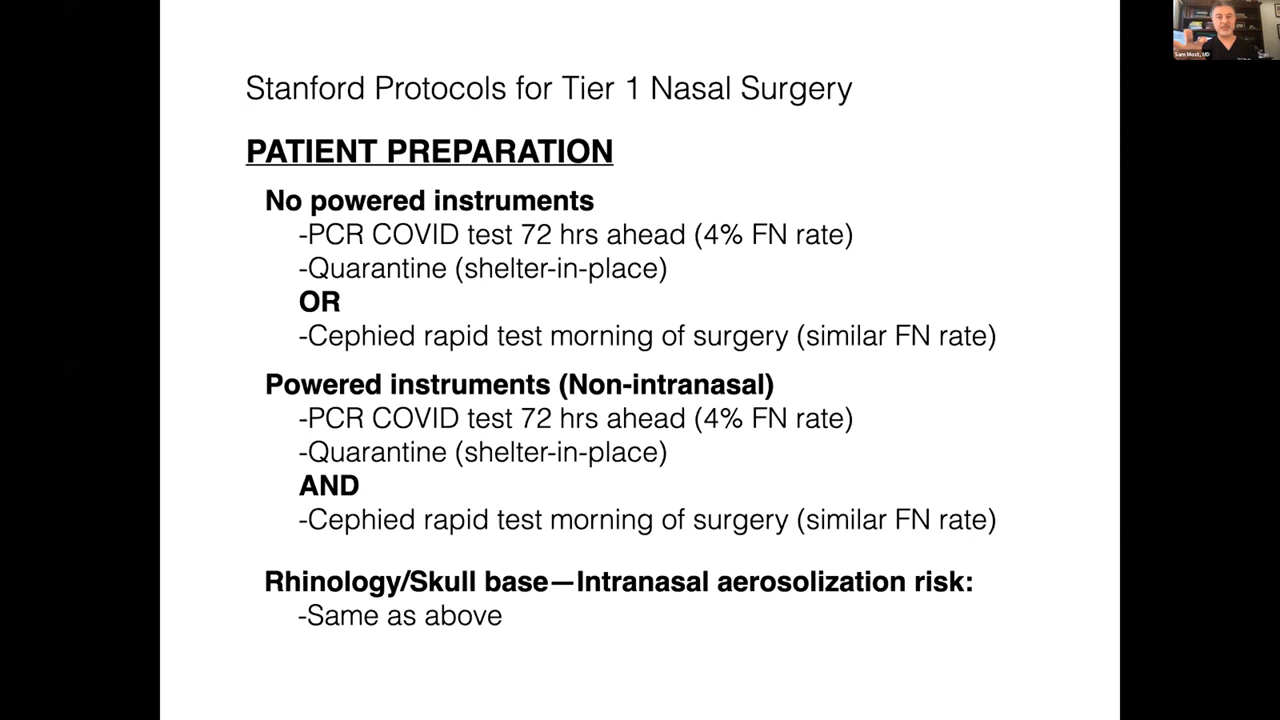 Stanford Protocols for Tier 1 Nasal Surgery
PATIENT PREPARATION
No powered instruments
-PCR COVID test 72 hrs ahead (4% FN rate)
-Quarantine (shelter-in-place)
OR
-Cephied rapid test morning of surgery (similar FN rate)
Powered instruments (Non-intranasal)
-PCR COVID test 72 hrs ahead (4% FN rate)
-Quarantine (shelter-in-place)
AND
-Cephied rapid test morning of surgery (similar FN rate)
Rhinology/Skull base—Intranasal aerosolization risk:
-Same as above
Sam Most, MD